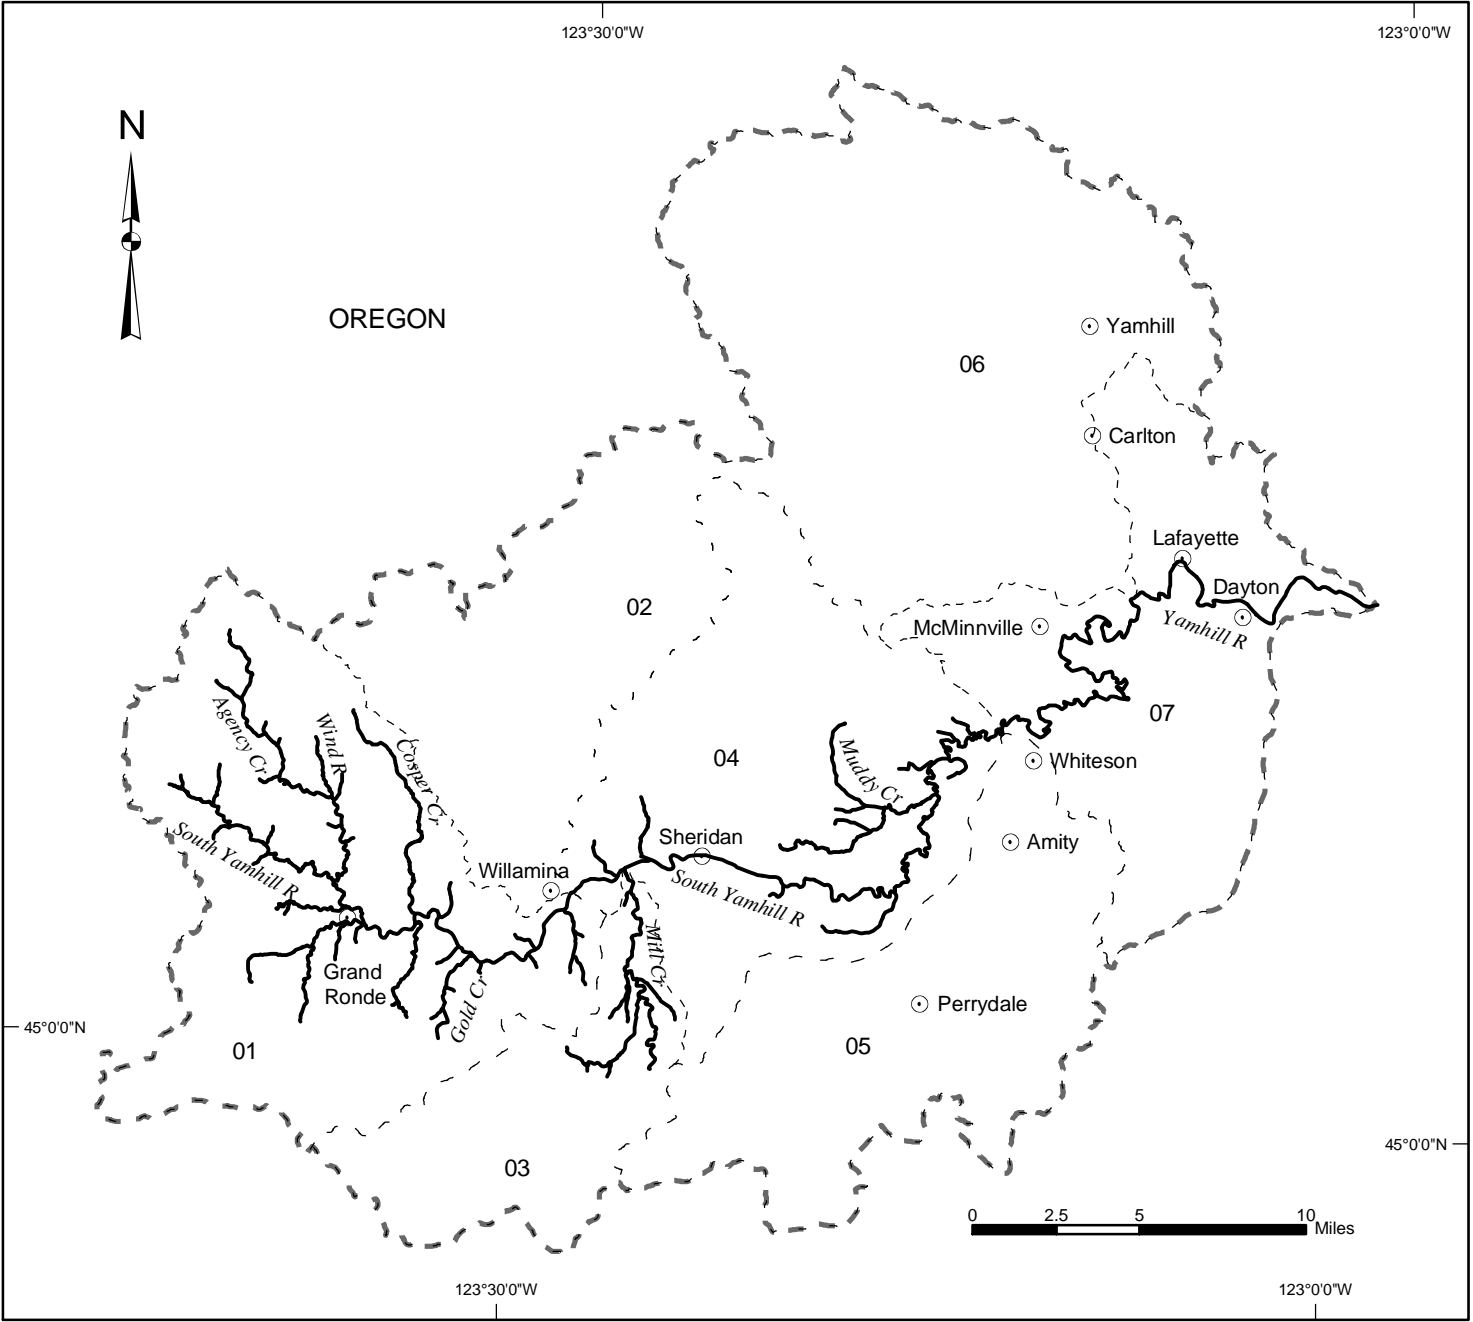 123°30'0"W
123°0'0"W
N
OREGON
Yamhill
06
Carlton
Lafayette
Dayton
02
McMinnville
Yamhill R
07
Agency Cr
Wind R
Cosper Cr
04
Muddy Cr
Whiteson
South Yamhill R
Sheridan
Amity
Willamina
South Yamhill R
Mill Cr
Grand
Ronde
Gold Cr
Perrydale
45°0'0"N
01
05
45°0'0"N
03
0 2.5 5 10
Miles
123°30'0"W
123°0'0"W